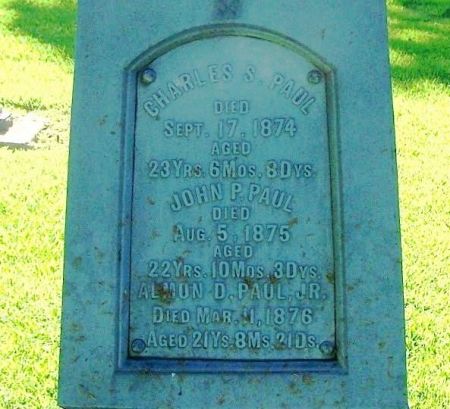 CHARLES S. PAUL
DIED
SEPT. 17, 1874
AGED
23 YRS. 6 MOS. 8 DYS.
JOHN P. PAUL
DIED
AUG. 5, 1875
AGED
22 YRS. 10 MOS. 3 DYS.
ALMON D. PAUL, JR.
DIED MAR. 11, 1876
AGED 21 YS. 8 MS. 21 DS.